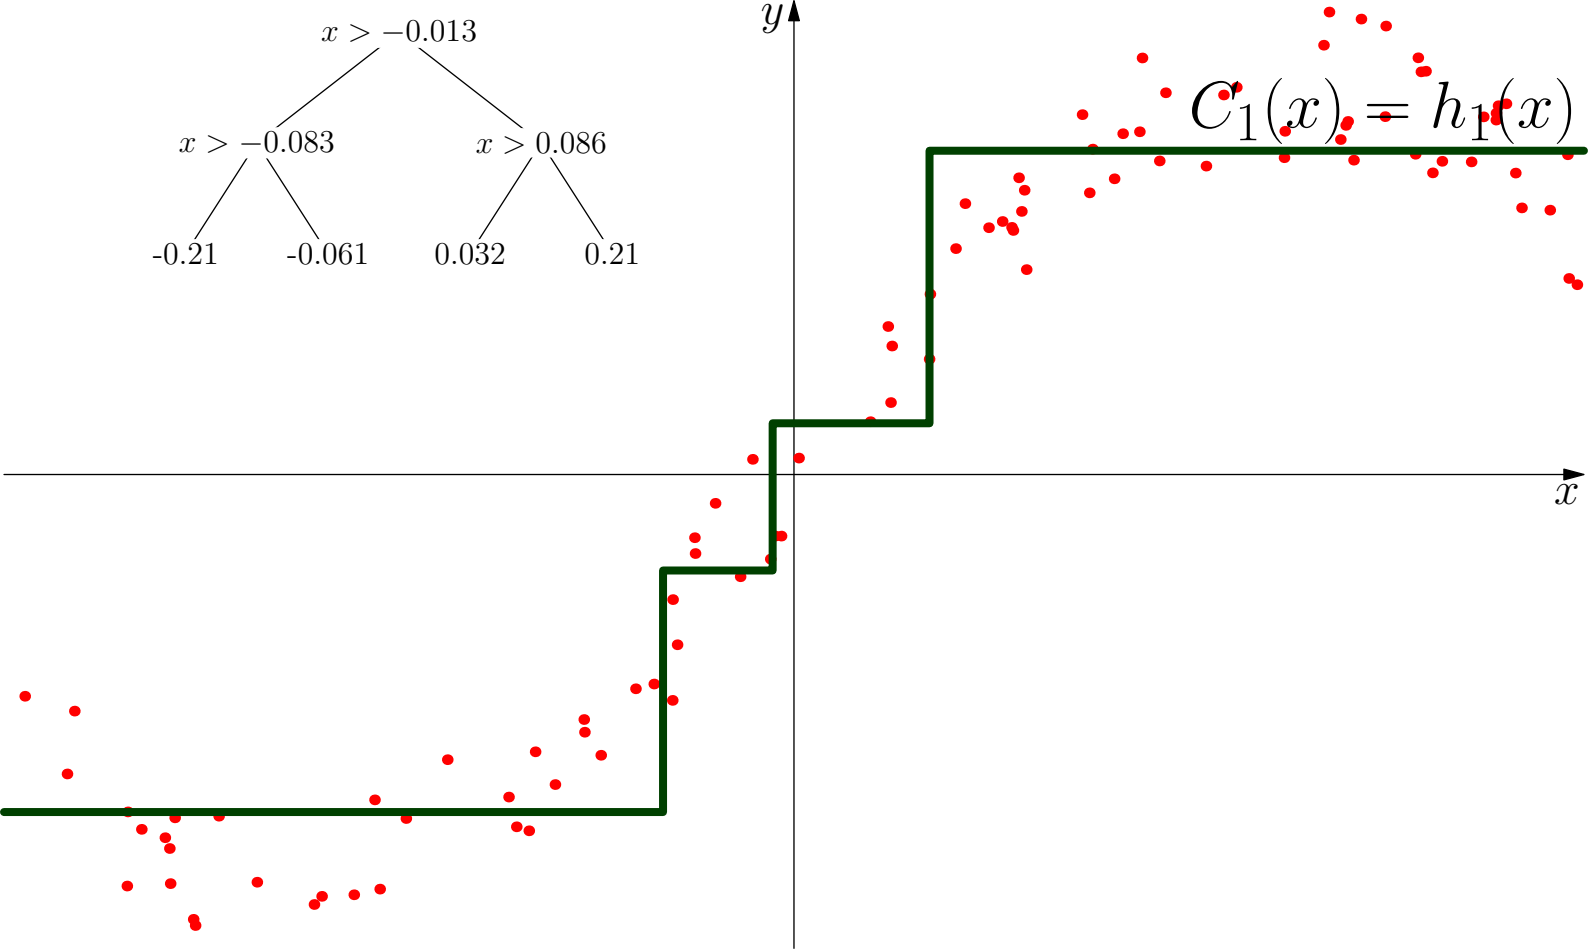 x > −0.013
y
C₁(x) = h₁(x)
x > −0.083
x > 0.086
-0.21
-0.061
0.032
0.21
x